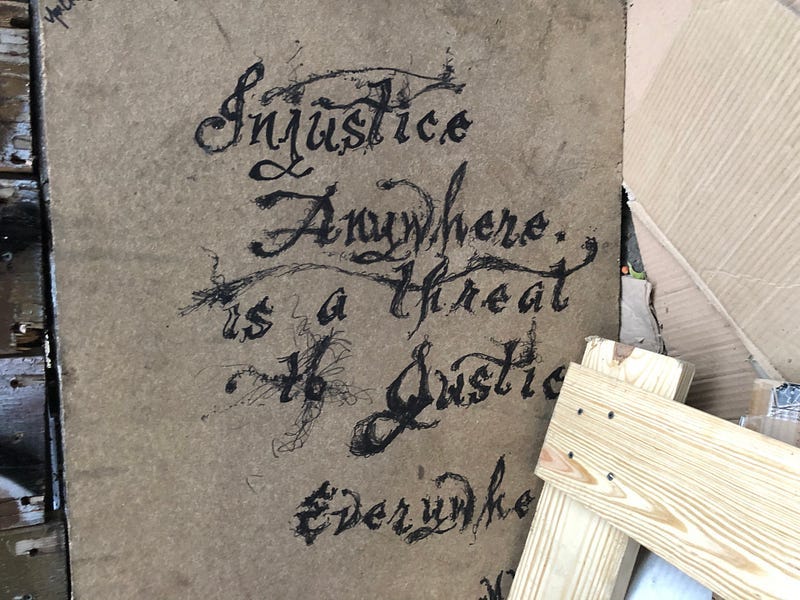 Injustice
Anywhere.
is a threat
to Justic
Everywhe